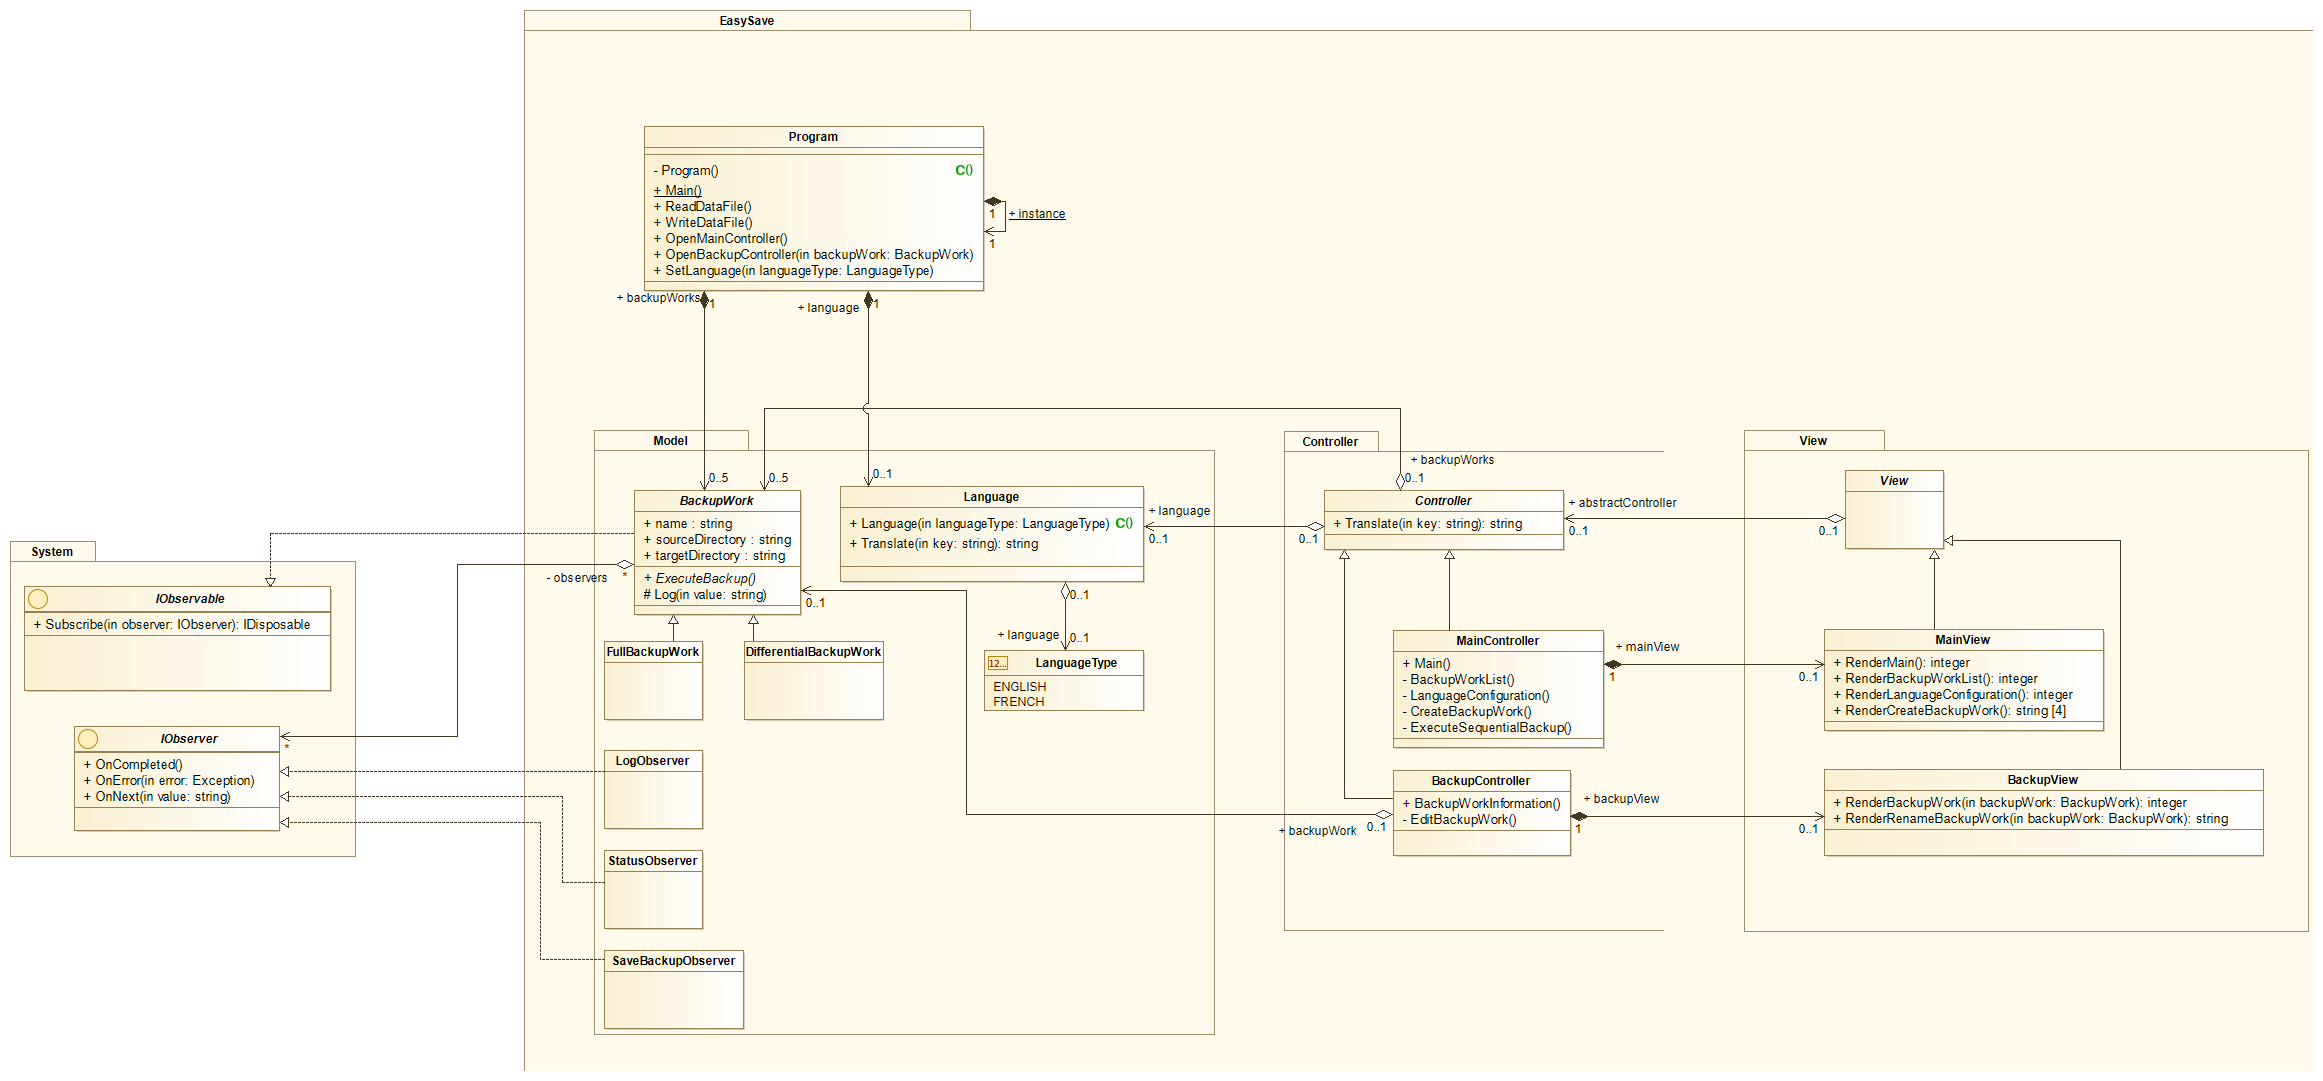 EasySave
Program
- Program() C()
+ Main()
+ ReadDataFile()
+ WriteDataFile()
+ OpenMainController()
+ OpenBackupController(in backupWork: BackupWork)
+ SetLanguage(in languageType: LanguageType)
1
+ instance
1
+ backupWorks
1
+ language
1
Model
0..5
0..5
0..1
BackupWork
+ name : string
+ sourceDirectory : string
+ targetDirectory : string
+ ExecuteBackup()
# Log(in value: string)
Language
+ Language(in languageType: LanguageType) C()
+ Translate(in key: string): string
+ language
0..1
0..1
0..1
+ language
0..1
12...
LanguageType
ENGLISH
FRENCH
0..1
FullBackupWork
DifferentialBackupWork
LogObserver
StatusObserver
SaveBackupObserver
System
- observers
*
IObservable
+ Subscribe(in observer: IObserver): IDisposable
IObserver
*
+ OnCompleted()
+ OnError(in error: Exception)
+ OnNext(in value: string)
Controller
+ backupWorks
0..1
Controller
+ Translate(in key: string): string
+ abstractController
0..1
0..1
MainController
+ Main()
- BackupWorkList()
- LanguageConfiguration()
- CreateBackupWork()
- ExecuteSequentialBackup()
+ mainView
1
0..1
BackupController
+ BackupWorkInformation()
- EditBackupWork()
+ backupWork
0..1
+ backupView
1
0..1
View
View
MainView
+ RenderMain(): integer
+ RenderBackupWorkList(): integer
+ RenderLanguageConfiguration(): integer
+ RenderCreateBackupWork(): string [4]
BackupView
+ RenderBackupWork(in backupWork: BackupWork): integer
+ RenderRenameBackupWork(in backupWork: BackupWork): string